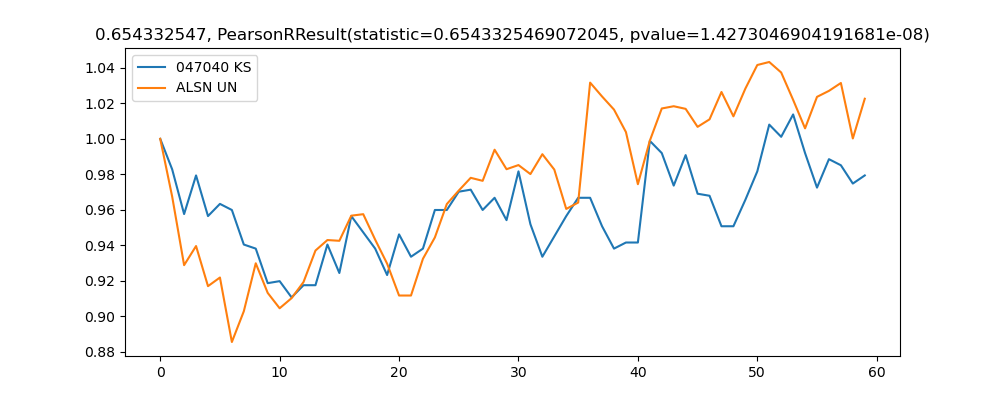 0.654332547, PearsonRResult(statistic=0.6543325469072045, pvalue=1.4273046904191681e-08)
047040 KS
ALSN UN
1.04
1.02
1.00
0.98
0.96
0.94
0.92
0.90
0.88
0 10 20 30 40 50 60